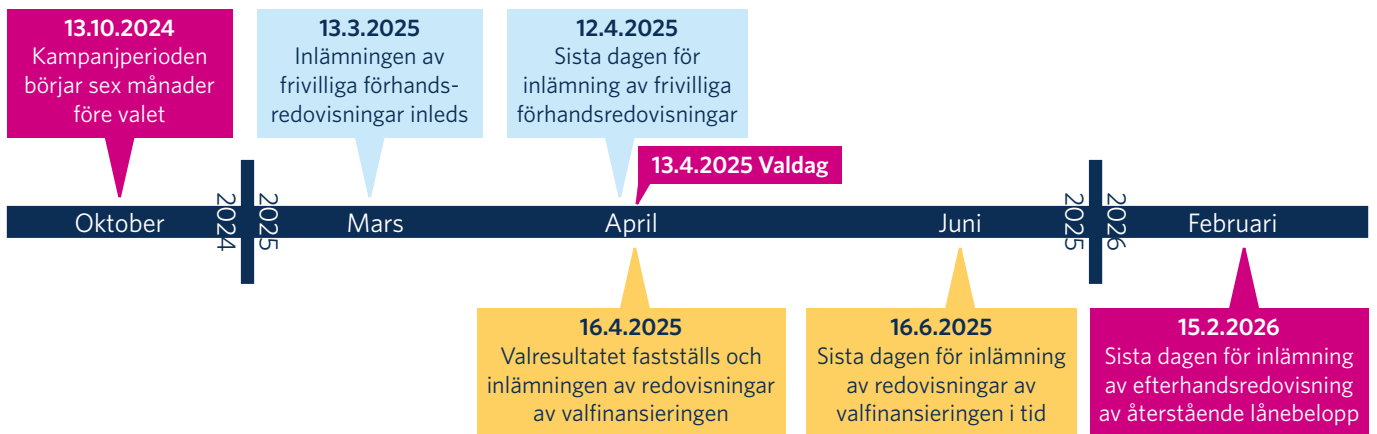 13.10.2024
Kampanjperioden
börjar sex månader
före valet
13.3.2025
Inlämningen av
frivilliga förhands-
redovisningar inleds
12.4.2025
Sista dagen för
inlämning av frivilliga
förhandsredovisningar
13.4.2025 Valdag
Oktober
2024
2025
Mars
April
Juni
2025
2026
Februari
16.4.2025
Valresultatet fastställs och
inlämningen av redovisningar
av valfinansieringen
16.6.2025
Sista dagen för inlämning
av redovisningar av
valfinansieringen i tid
15.2.2026
Sista dagen för inlämning
av efterhandsredovisning
av återstående lånebelopp